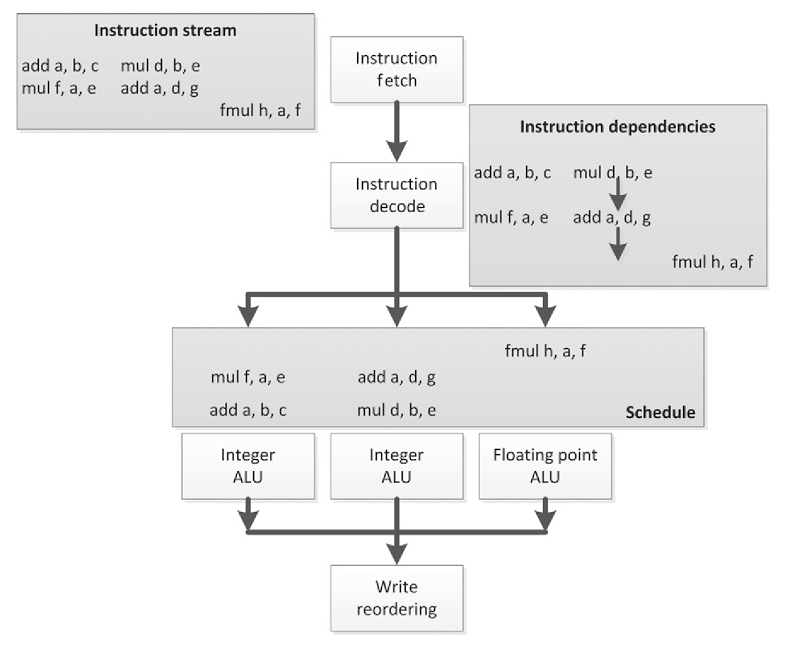 Instruction stream
add a, b, c mul d, b, e
mul f, a, e add a, d, g
fmul h, a, f
Instruction
fetch
Instruction dependencies
add a, b, c mul d, b, e
mul f, a, e add a, d, g
fmul h, a, f
Instruction
decode
fmul h, a, f
mul f, a, e add a, d, g
add a, b, c mul d, b, e
Schedule
Integer
ALU
Integer
ALU
Floating point
ALU
Write
reordering